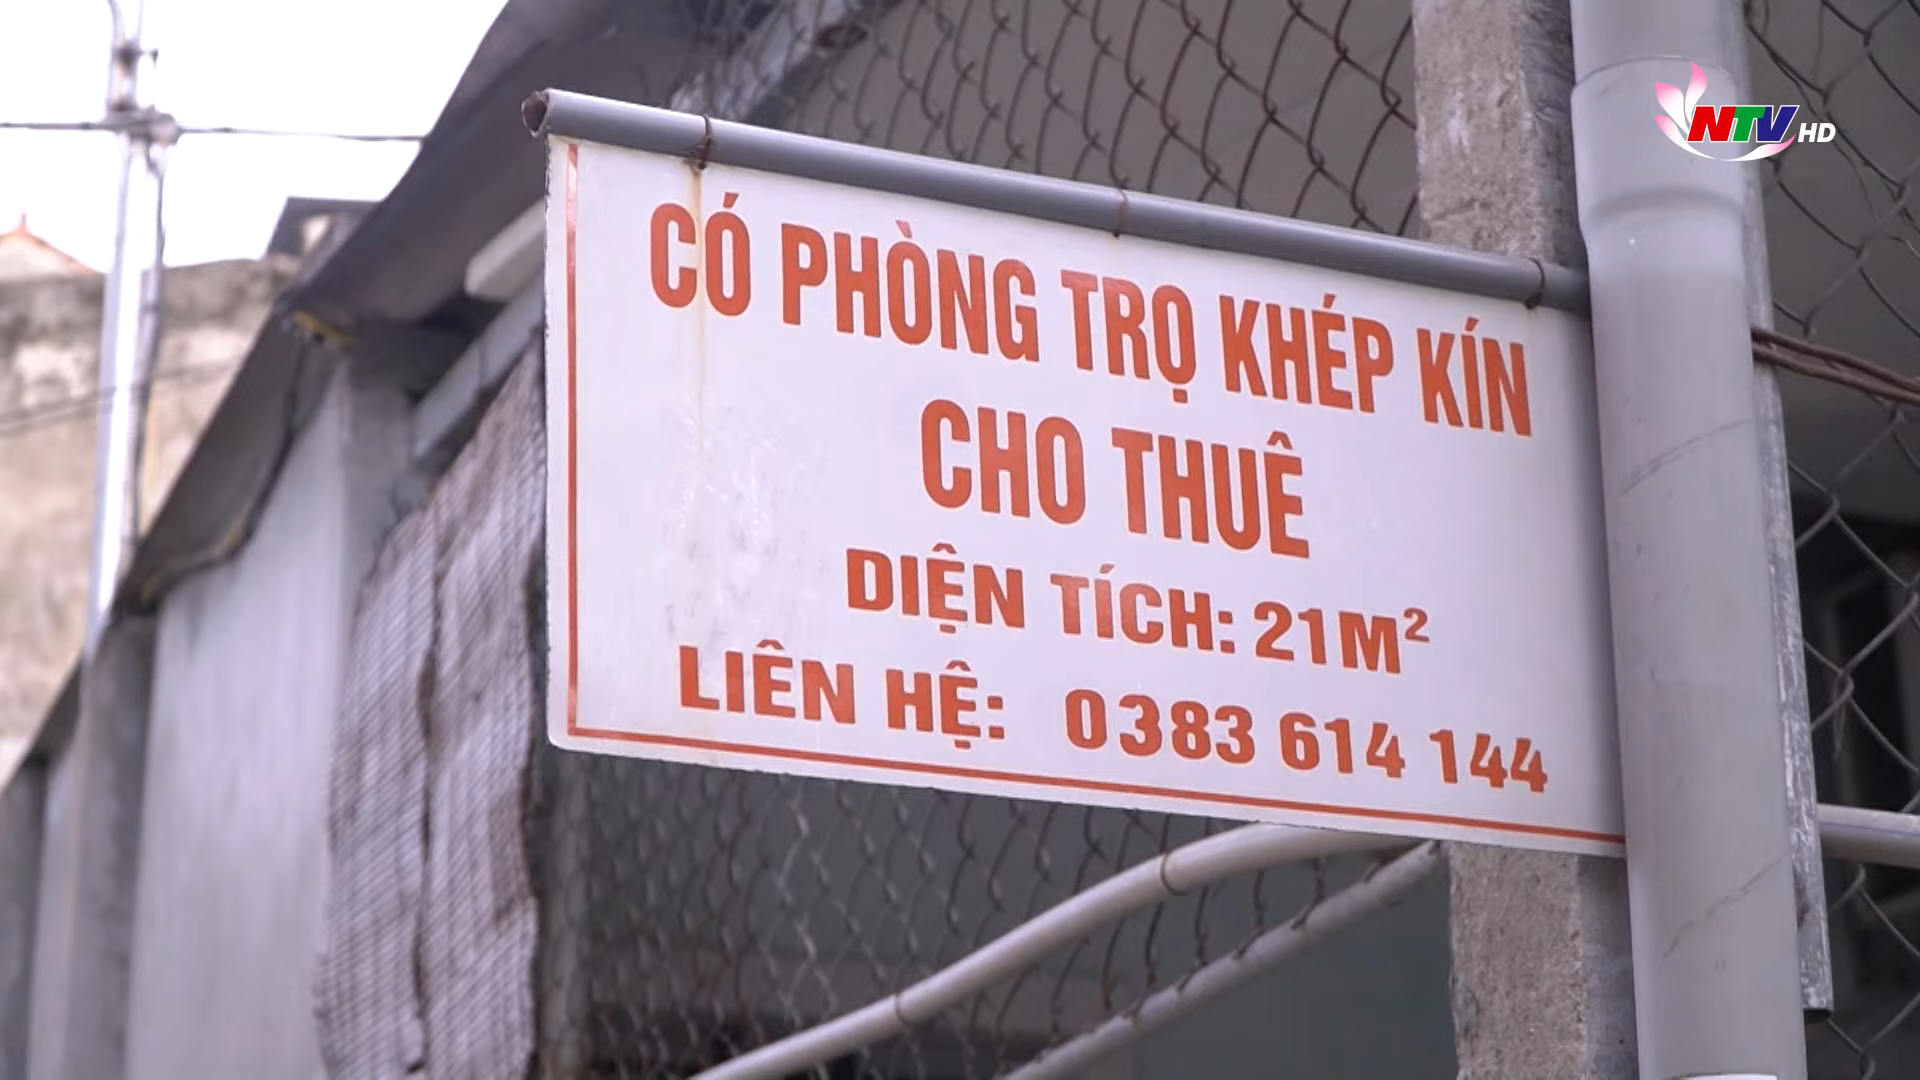 NTV HD
CÓ PHÒNG TRỌ KHÉP KÍN
CHO THUÊ
DIỆN TÍCH: 21M²
LIÊN HỆ: 0383 614 144